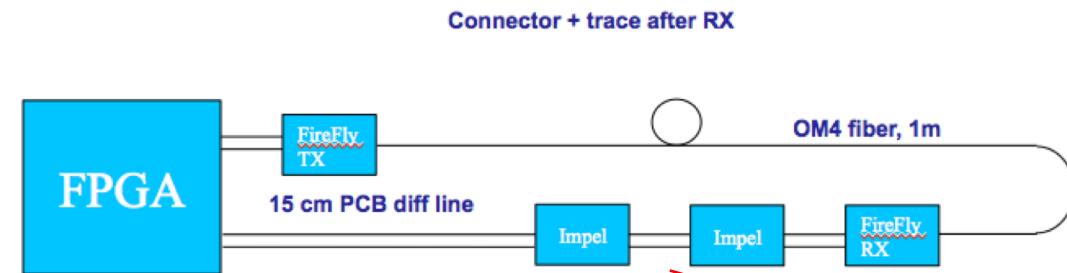 Connector + trace after RX
FireFly
TX
OM4 fiber, 1m
FPGA
15 cm PCB diff line
Impel
Impel
FireFly
RX